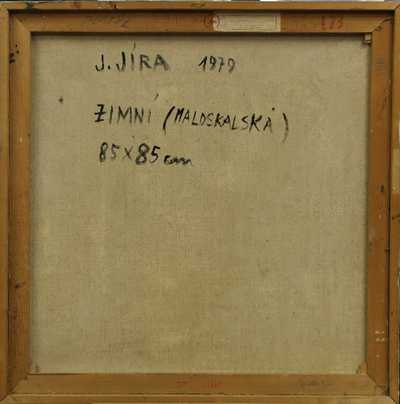 J. JÍRA 1979
ZIMNÍ (MALOSKALSKÁ)
85×85 cm